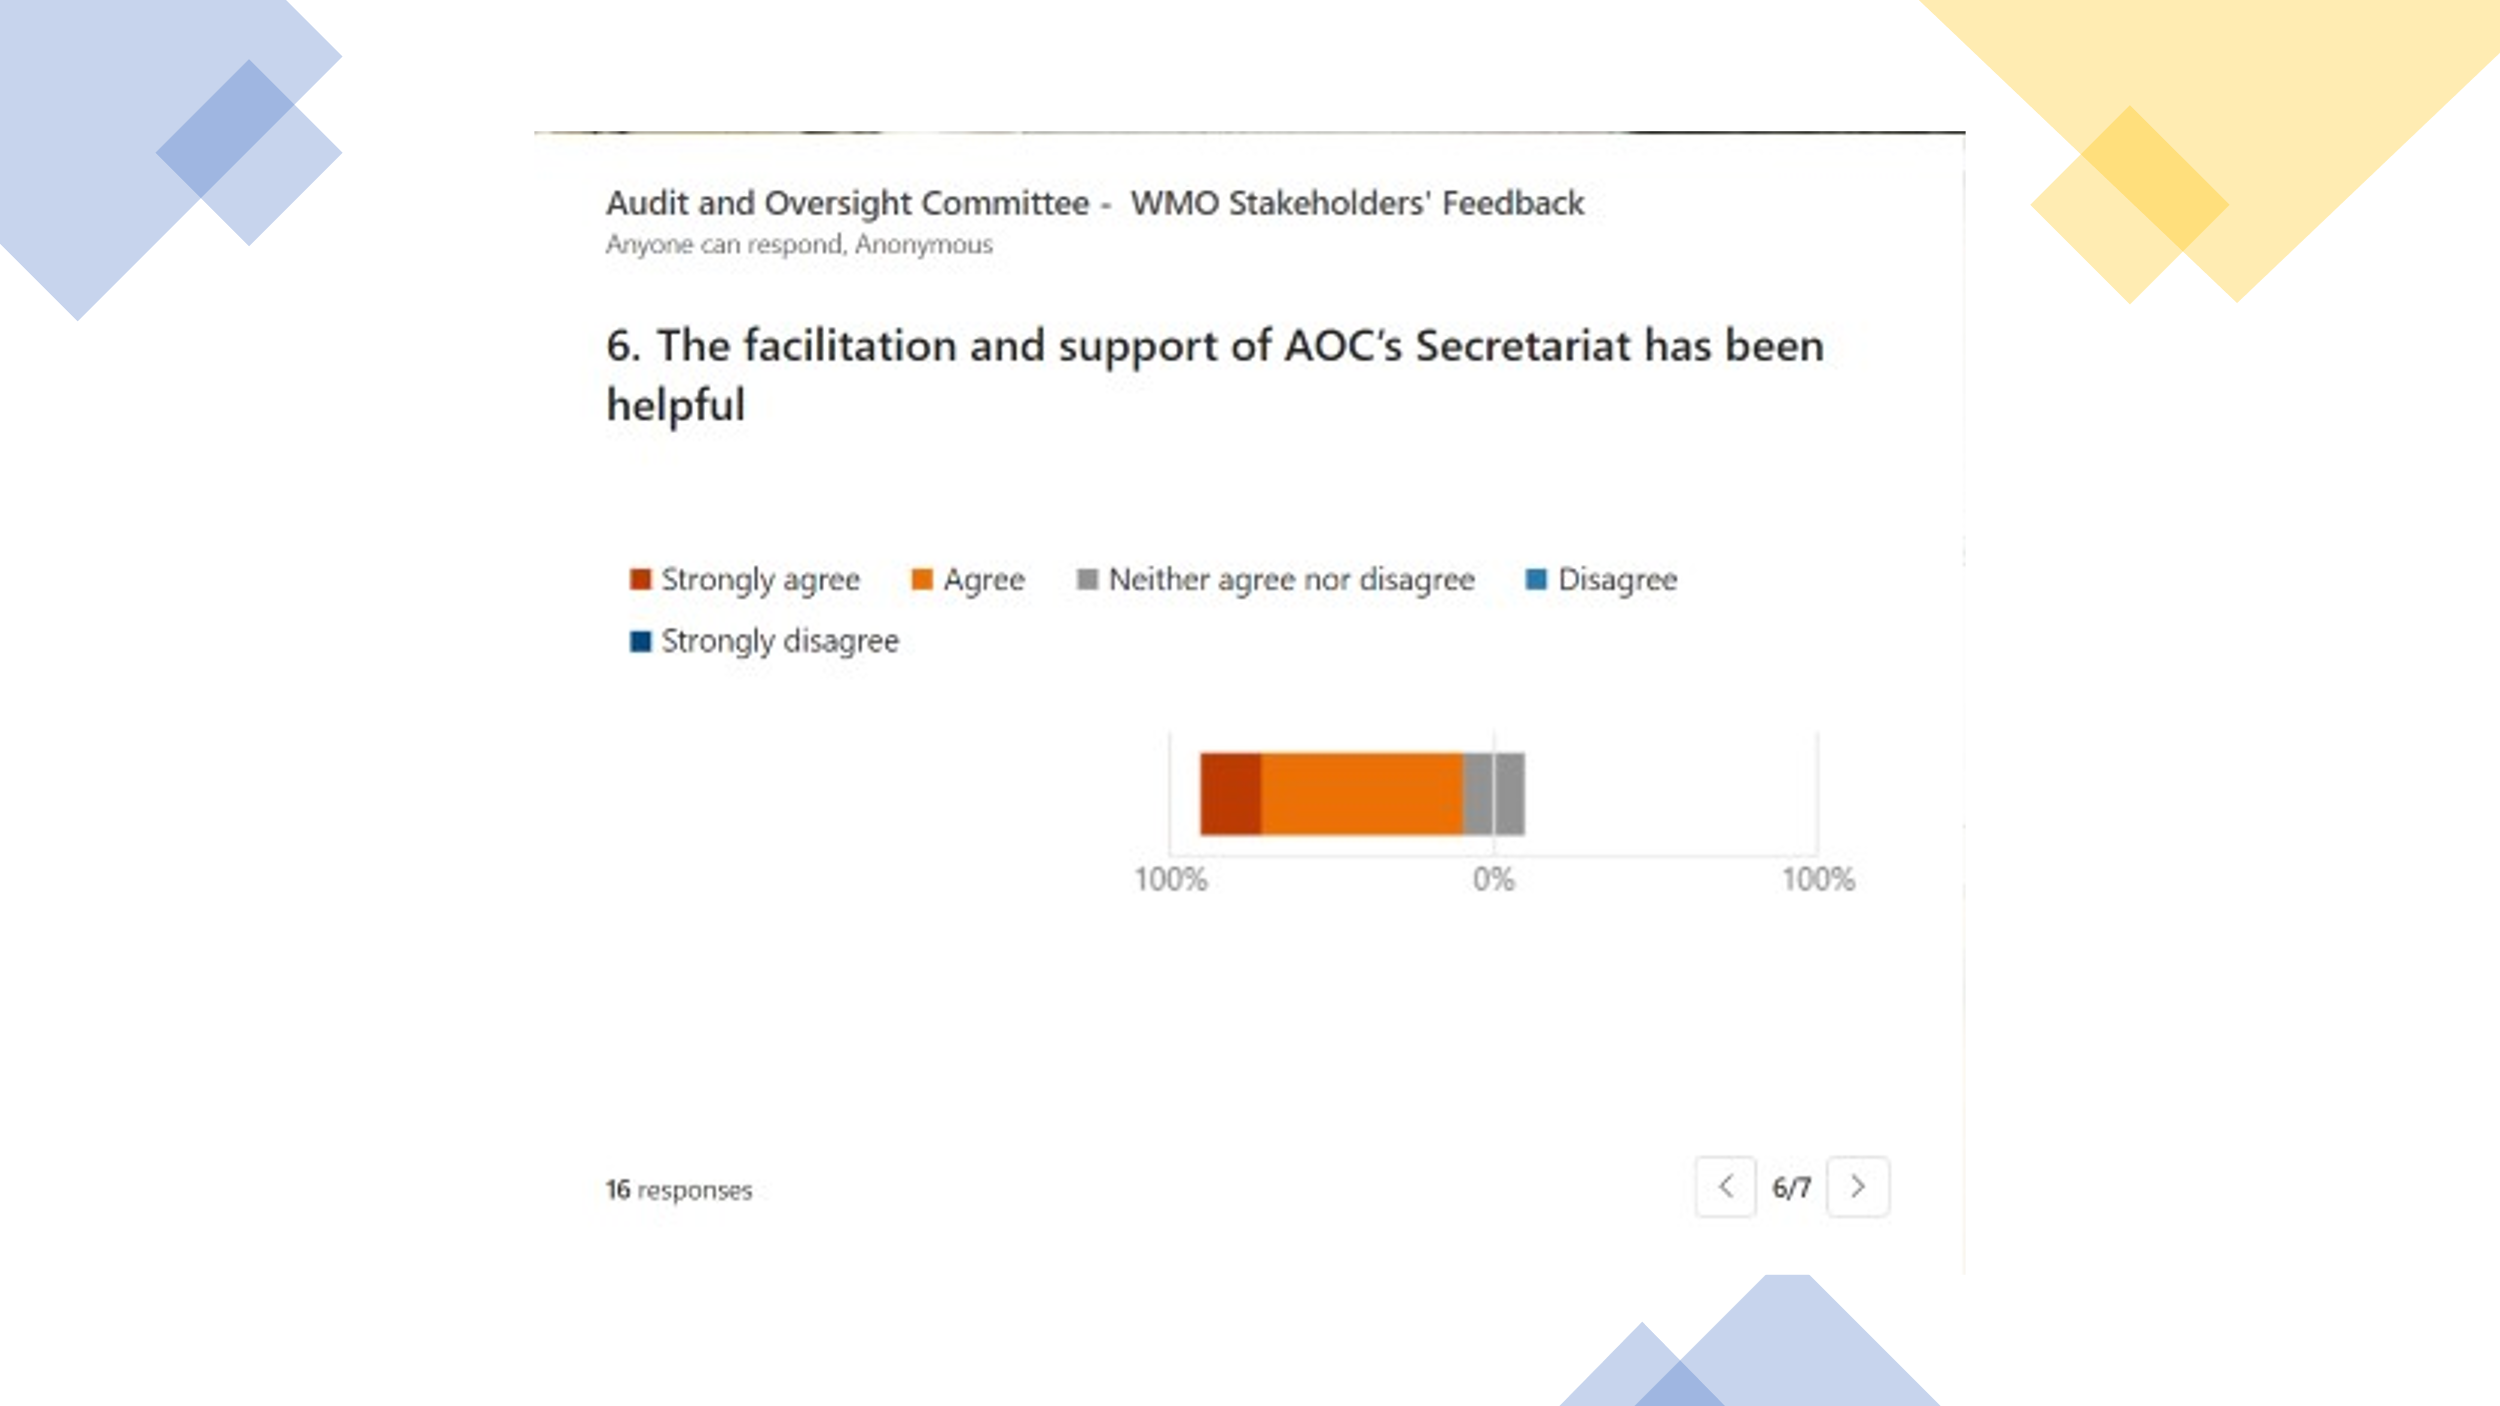 Audit and Oversight Committee -  WMO Stakeholders' Feedback
Anyone can respond, Anonymous
6. The facilitation and support of AOC’s Secretariat has been
helpful
Strongly agree Agree Neither agree nor disagree Disagree
Strongly disagree
100% 0% 100%
16 responses 6/7